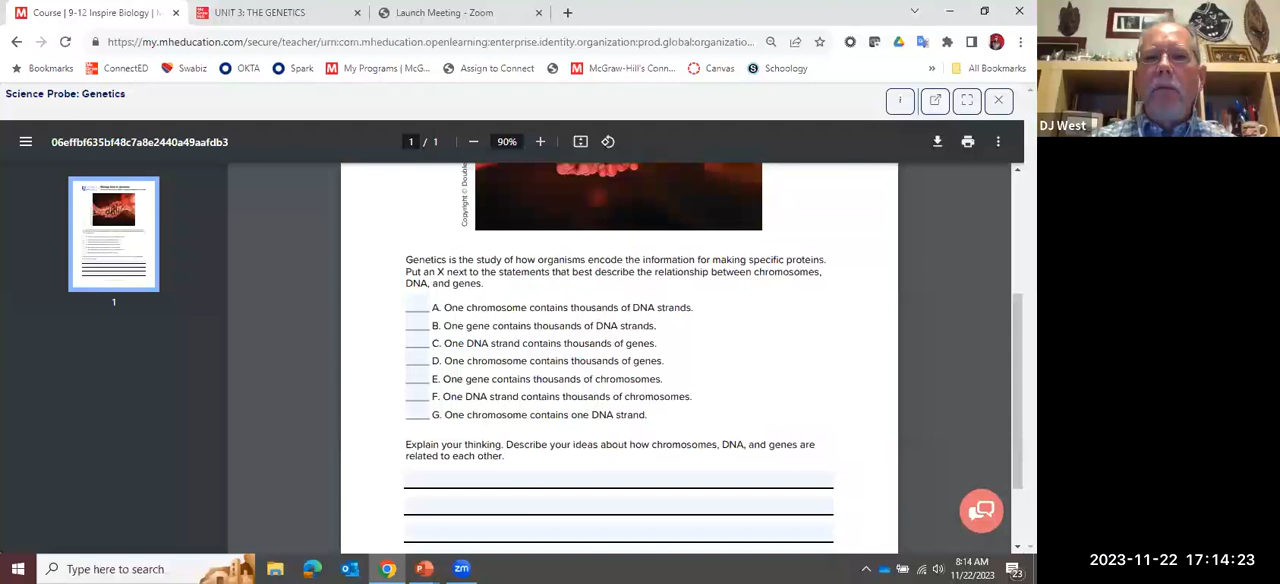 Course | 9-12 Inspire Biology |
UNIT 3: THE GENETICS
Launch Meeting - Zoom
https://my.mheducation.com/secure/teacher/urn:com.mheducation.openlearning:enterprise.identity.organization:prod.global:organizatio...
Bookmarks ConnectED Swabiz OKTA Spark My Programs | McG... Assign to Connect McGraw-Hill's Conn... Canvas Schoology » All Bookmarks
DJ West
Science Probe: Genetics
06effbf635bf48c7a8e2440a49aafdb3
1 / 1
90%
1
Genetics is the study of how organisms encode the information for making specific proteins.
Put an X next to the statements that best describe the relationship between chromosomes,
DNA, and genes.
A. One chromosome contains thousands of DNA strands.
B. One gene contains thousands of DNA strands.
C. One DNA strand contains thousands of genes.
D. One chromosome contains thousands of genes.
E. One gene contains thousands of chromosomes.
F. One DNA strand contains thousands of chromosomes.
G. One chromosome contains one DNA strand.
Explain your thinking. Describe your ideas about how chromosomes, DNA, and genes are
related to each other.
Type here to search
8:14 AM
11/22/2023
23
2023-11-22 17:14:23